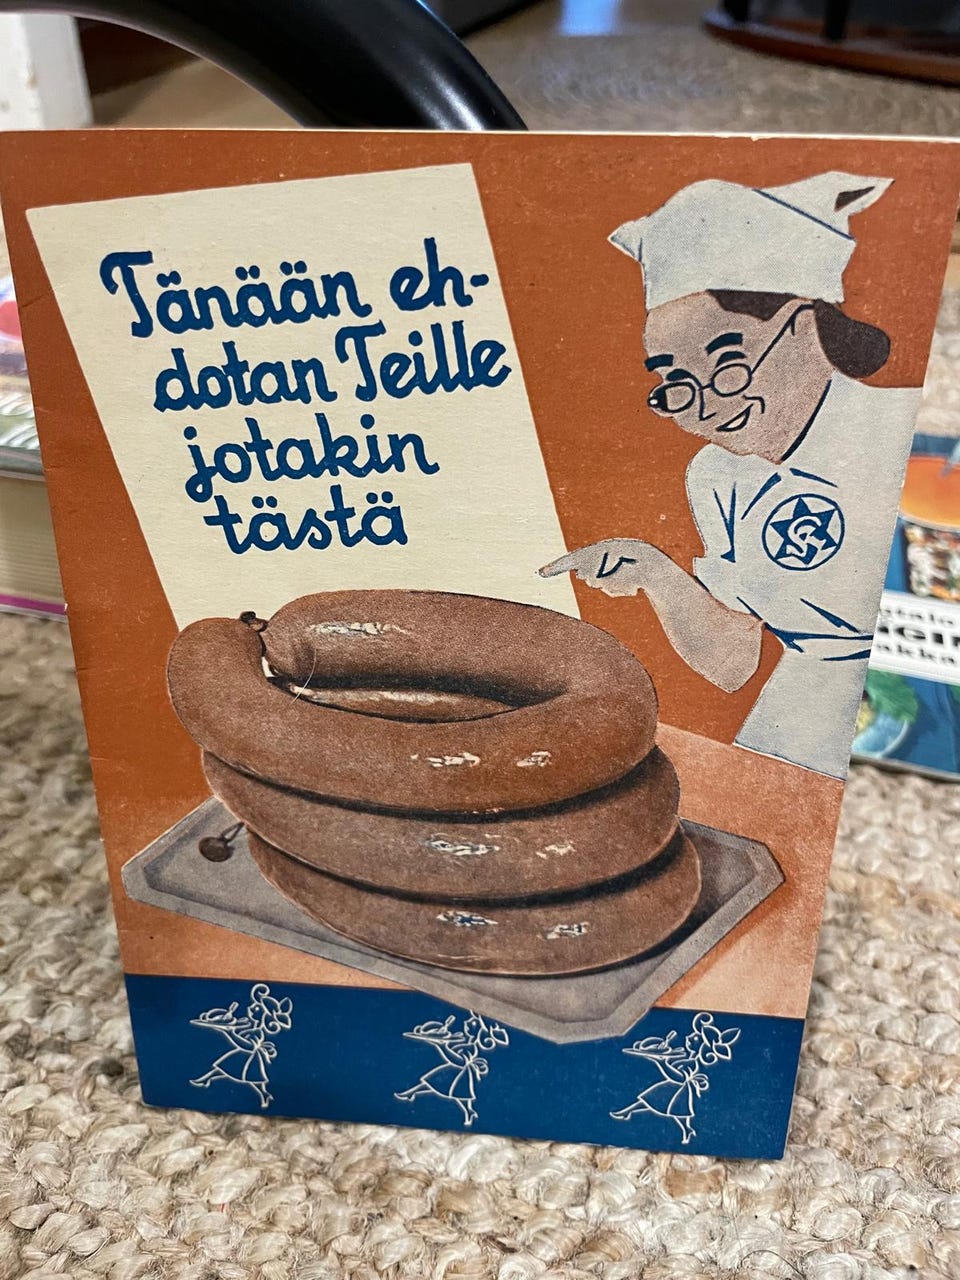 Tänään eh-
dotan Teille
jotakin
tästä